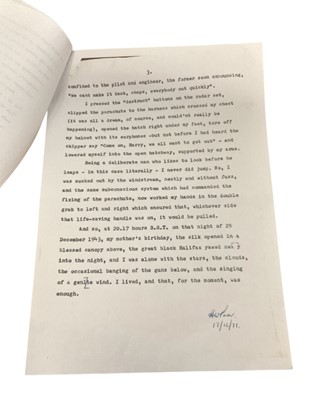 3.
confined to the pilot and engineer, the former soon announcing,
"We cant make it back, chaps, everybody out quickly".
I pressed the "destruct" buttons on the radar set,
clipped the parachute to the harness which crossed my chest
(it was all a dream, of course, and could'nt really be
happening), opened the hatch right under my feet, tore off
my helmet with its earphones -but not before I had heard the
skipper say "Come on, Harry, we all want to get out" - and
lowered myself into the open hatchway, supported by my arms.
Being a deliberate man who likes to look before he
leaps - in this case literally - I never did jump. No, I
was sucked out by the windstream, neatly and without fuss,
and the same subconscious system which had commanded the
fixing of the parachute, now worked my hands in the double
grab to left and right which ensured that, whichever side
that life-saving handle was on, it would be pulled.
And so, at 20.17 hours B.S.T. on that night of 25
December 1943, my mother's birthday, the silk opened in a
blessed canopy above, the great black Halifax raced on
into the night, and I was alone with the stars, the clouds,
the occasional banging of the guns below, and the singing
of a gentle wind. I lived, and that, for the moment, was
enough.